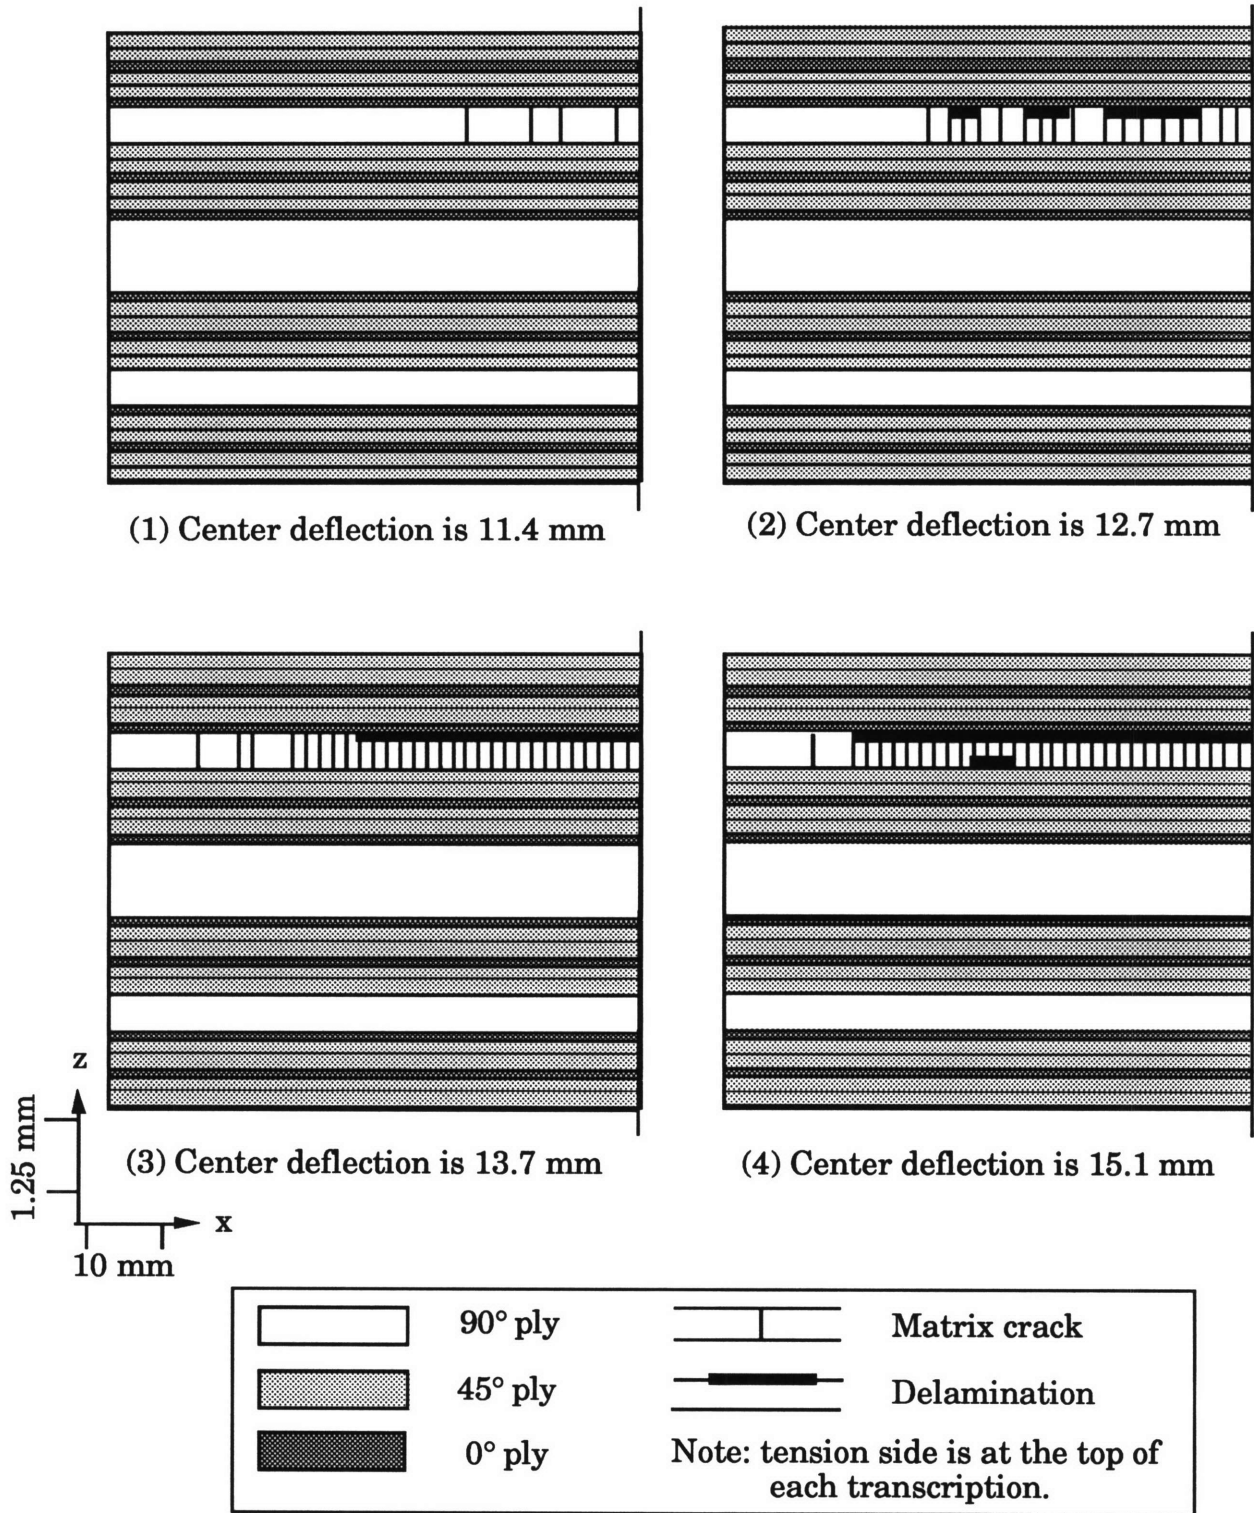 (1) Center deflection is 11.4 mm
(2) Center deflection is 12.7 mm
(3) Center deflection is 13.7 mm
(4) Center deflection is 15.1 mm
z
1.25 mm
x
10 mm
90° ply
Matrix crack
45° ply
Delamination
0° ply
Note: tension side is at the top of
each transcription.